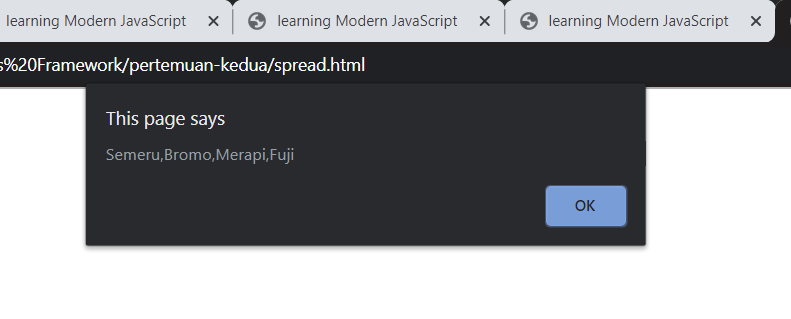 learning Modern JavaScript learning Modern JavaScript learning Modern JavaScript
s%20Framework/pertemuan-kedua/spread.html
This page says
Semeru,Bromo,Merapi,Fuji
OK